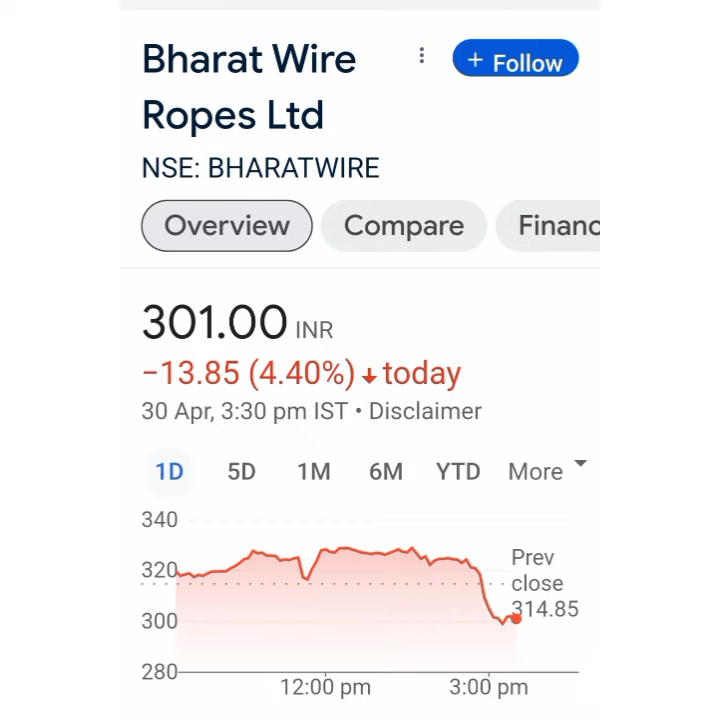 Bharat Wire
Ropes Ltd
+ Follow
NSE: BHARATWIRE
Overview Compare Financ
301.00 INR
−13.85 (4.40%) ↓ today
30 Apr, 3:30 pm IST • Disclaimer
1D 5D 1M 6M YTD More
340
320
300
280
Prev
close
314.85
12:00 pm 3:00 pm